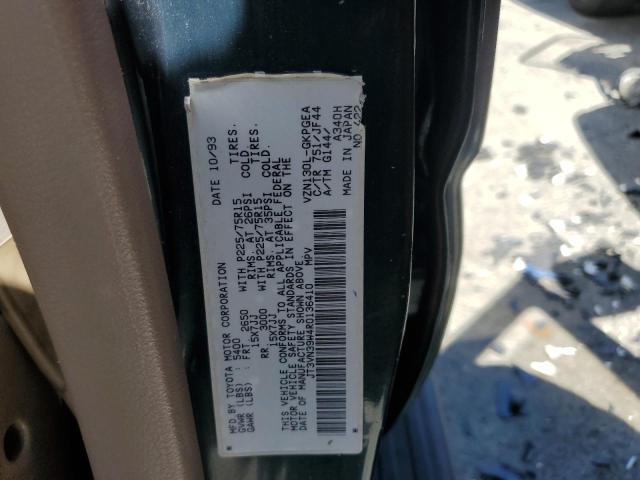 MFD. BY TOYOTA MOTOR CORPORATION DATE 10/93
GVWR (LBS) : 5400
GAWR (LBS) : FRT. 2650 WITH P225/75R15 TIRES.
15X7JJ RIMS, AT 26PSI COLD.
RR. 3000 WITH P225/75R15 TIRES.
15X7JJ RIMS, AT 35PSI COLD.
THIS VEHICLE CONFORMS TO ALL APPLICABLE FEDERAL
MOTOR VEHICLE SAFETY STANDARDS IN EFFECT ON THE
DATE OF MANUFACTURE SHOWN ABOVE.
JT3VN39W4R0136410 MPV
VZN130L-GKPGEA
C/TR 751/JF44
A/TM G144/
A340H
MADE IN JAPAN